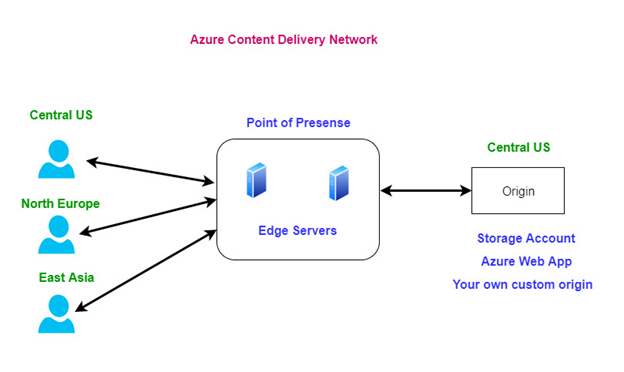 Azure Content Delivery Network
Central US
Point of Presense
Central US
North Europe
Origin
Edge Servers
Storage Account
East Asia
Azure Web App
Your own custom origin